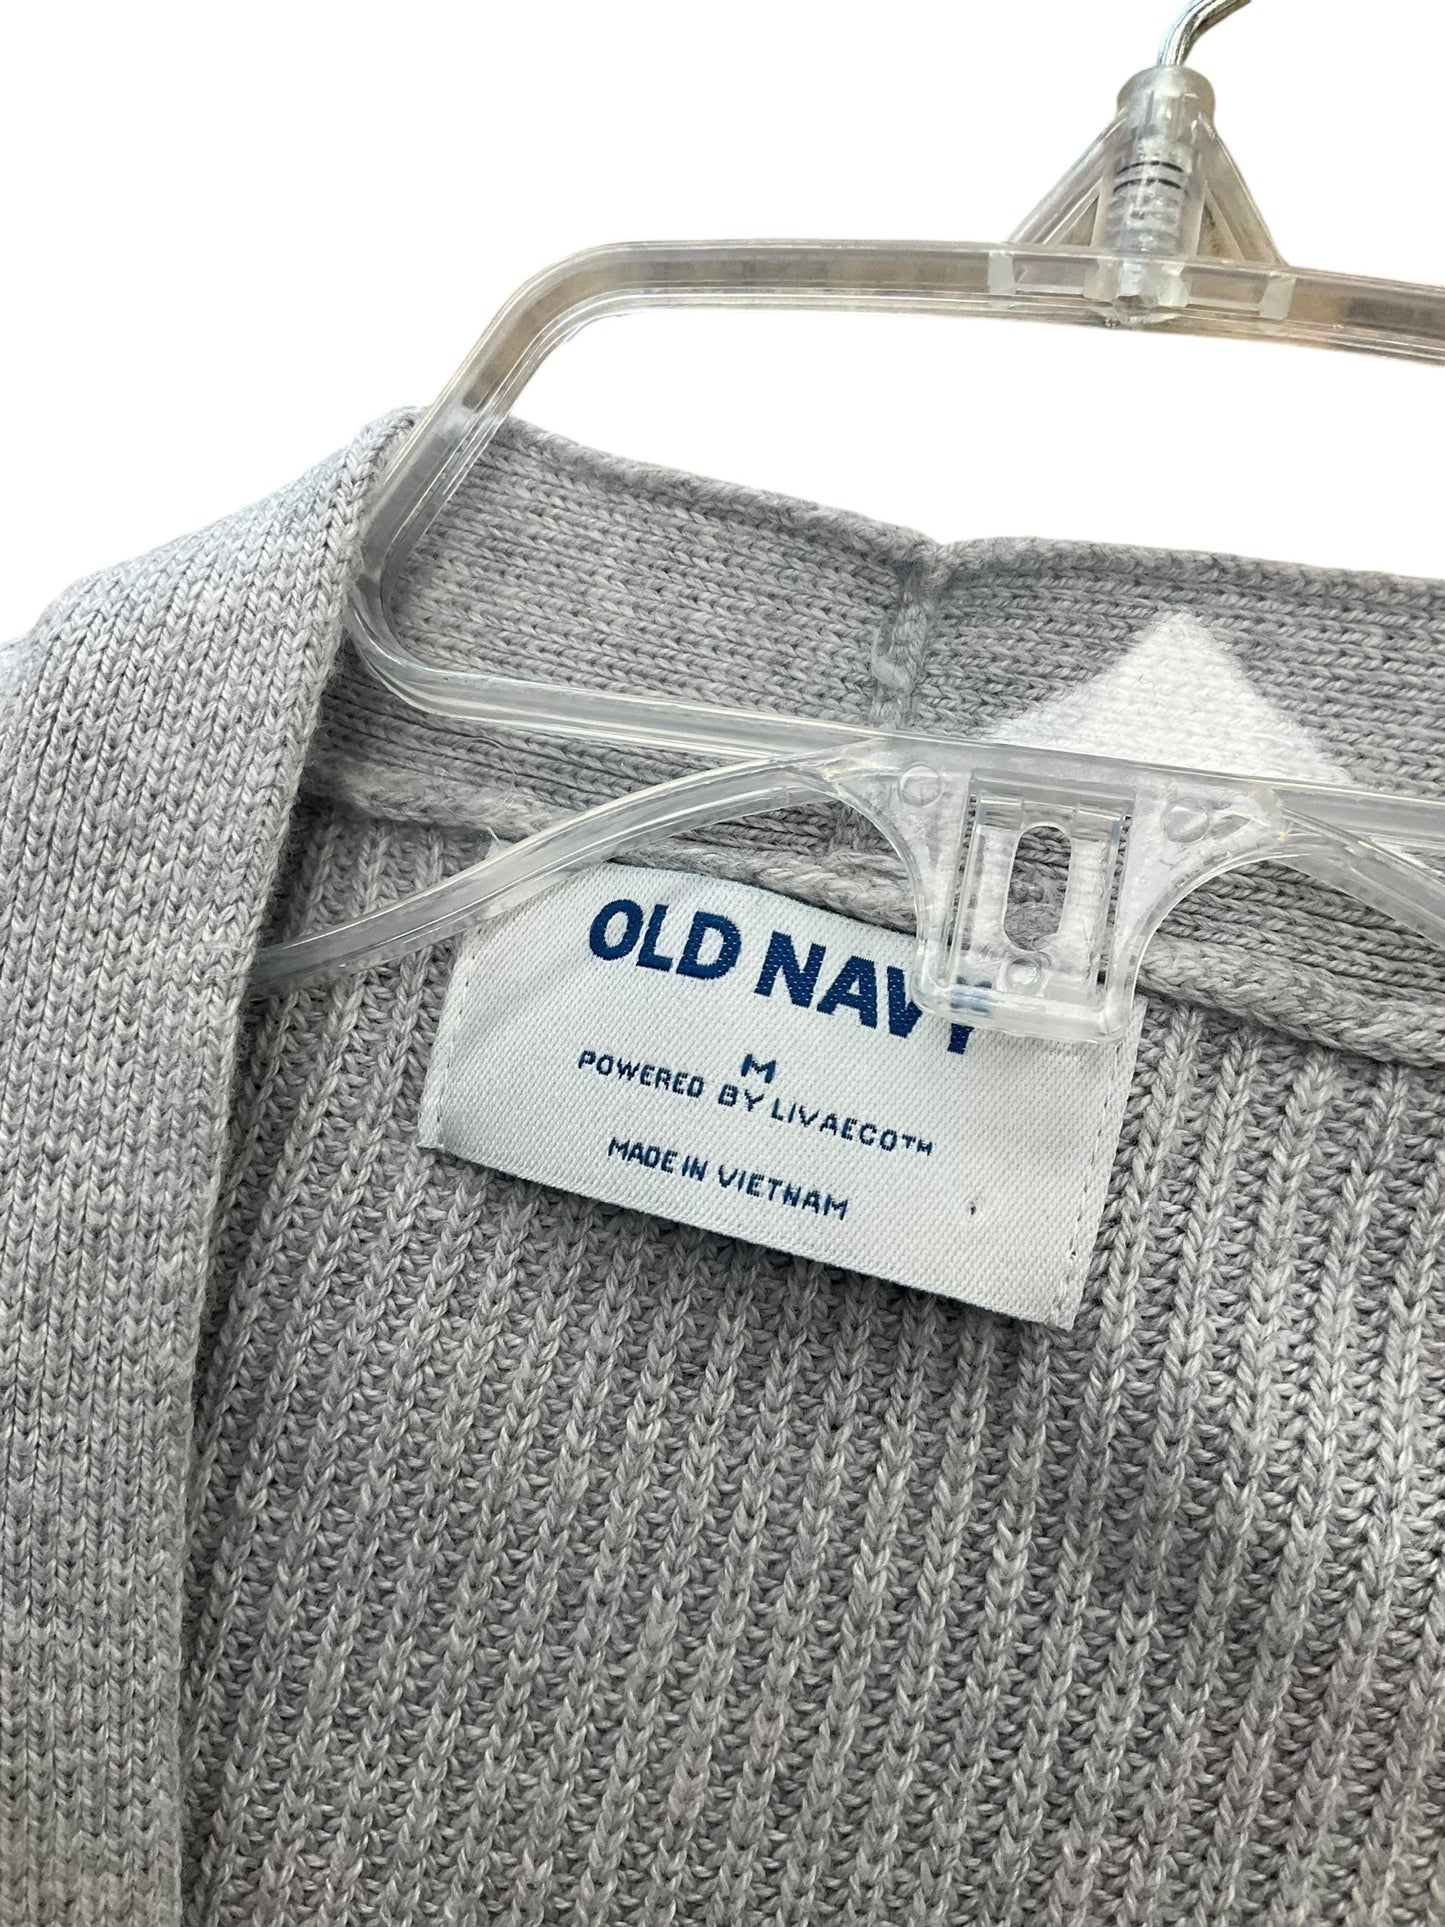 OLD NAVY
M
POWERED BY LIVAECO™
MADE IN VIETNAM